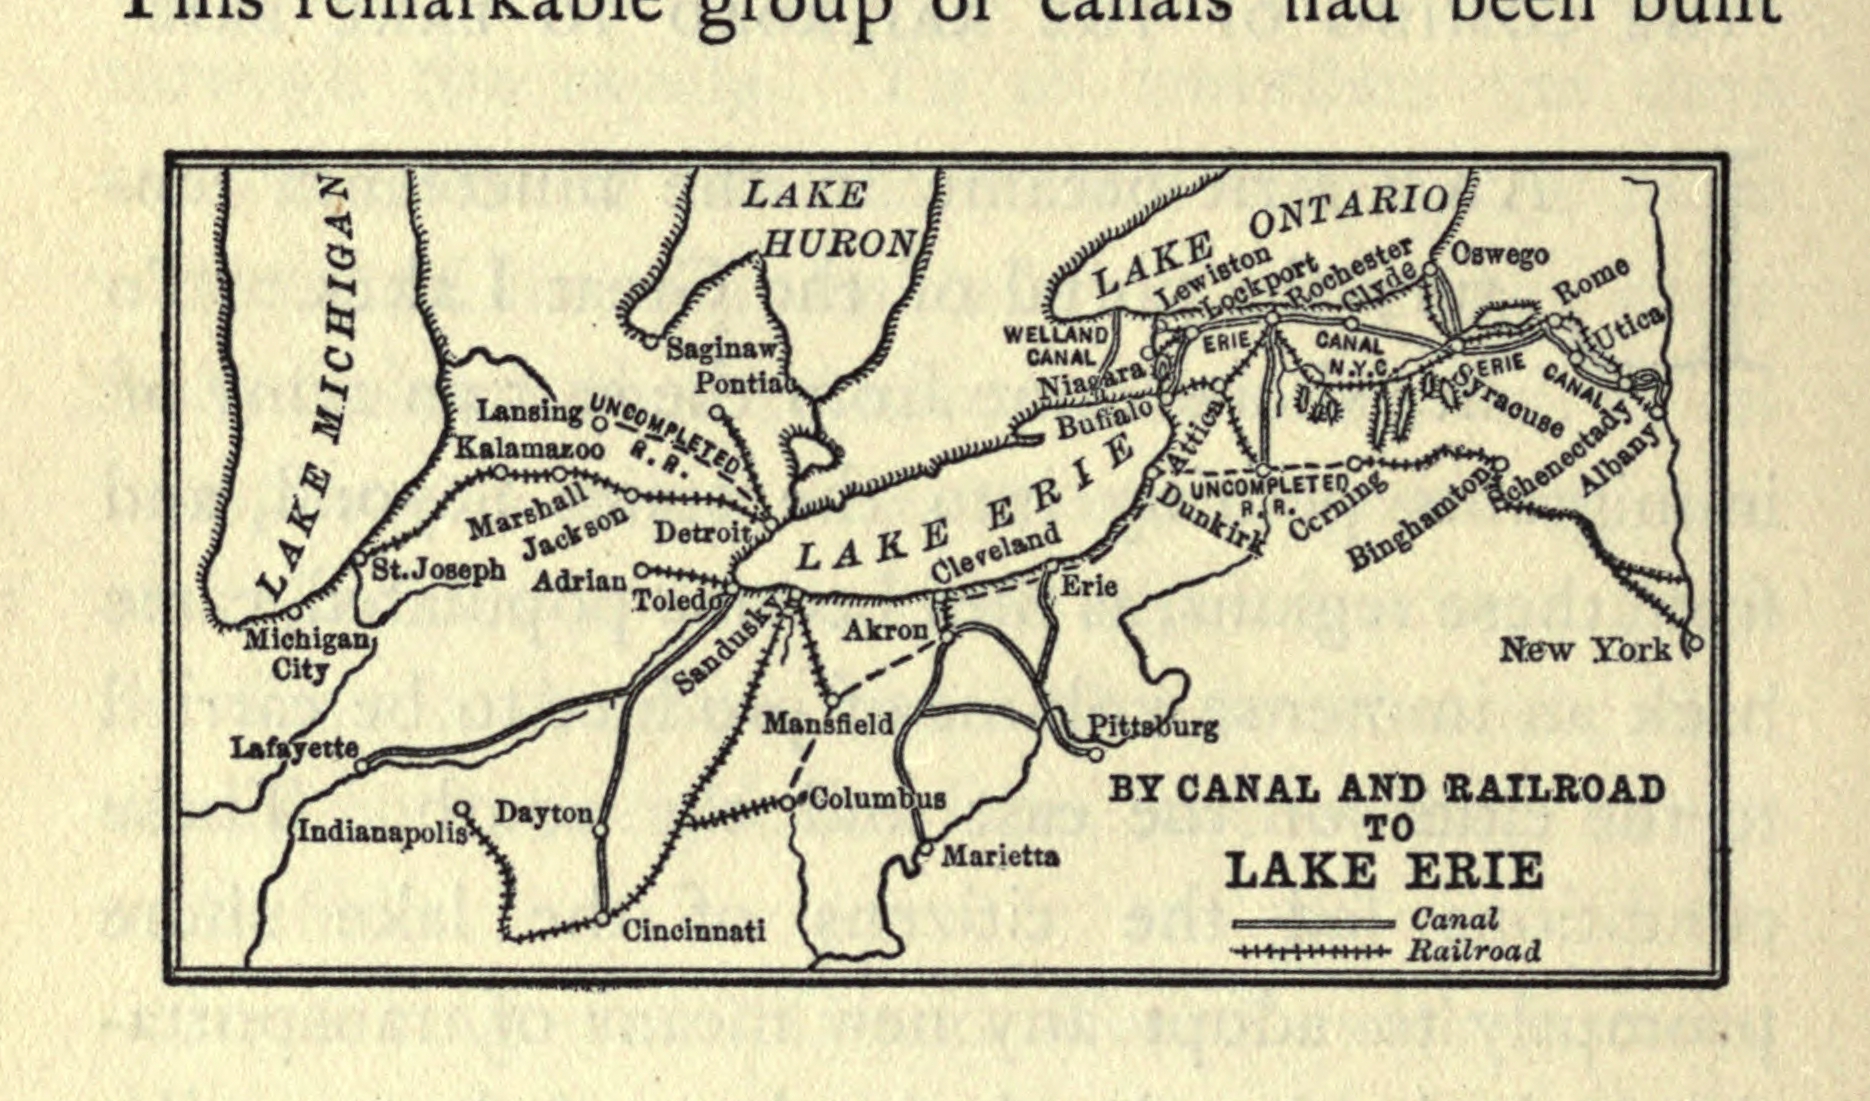 This remarkable group of canals had been built
LAKE MICHIGAN
LAKE
HURON
LAKE ONTARIO
Lewiston
Lockport
Rochester
Clyde
Oswego
Rome
Utica
WELLAND
CANAL
ERIE
CANAL
N.Y.C.
ERIE
CANAL
Niagara
Buffalo
Attica
Syracuse
Schenectady
Albany
Saginaw
Pontiac
Lansing
UNCOMPLETED
R.R.
Kalamazoo
Marshall
Jackson
Detroit
LAKE ERIE
UNCOMPLETED
R.R.
Dunkirk
Corning
Binghamton
St. Joseph
Adrian
Toledo
Cleveland
Erie
Sandusky
Akron
Michigan
City
New York
Mansfield
Pittsburg
Lafayette
Indianapolis
Dayton
Columbus
Marietta
Cincinnati
BY CANAL AND RAILROAD
TO
LAKE ERIE
Canal
Railroad